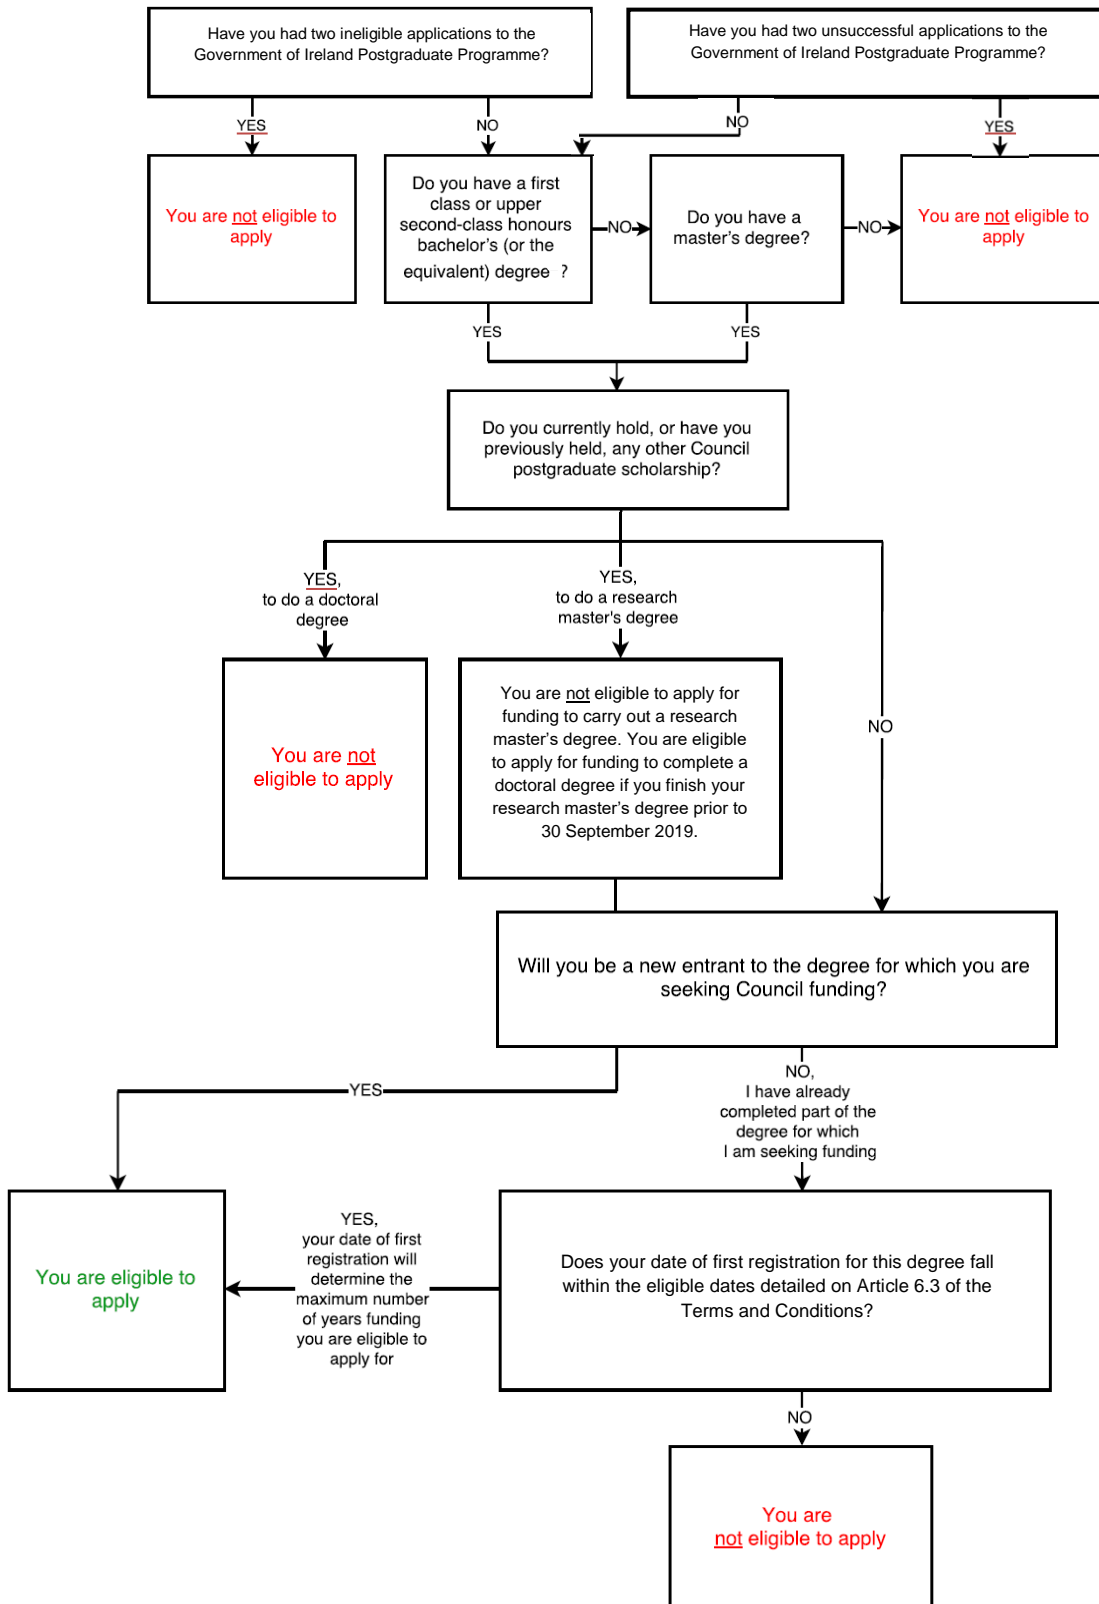 Have you had two ineligible applications to the
Government of Ireland Postgraduate Programme?
Have you had two unsuccessful applications to the
Government of Ireland Postgraduate Programme?
YES
NO
NO
YES
You are not eligible to
apply
Do you have a first
class or upper
second-class honours
bachelor's (or the
equivalent) degree ?
NO
Do you have a
master's degree?
NO
You are not eligible to
apply
YES
YES
Do you currently hold, or have you
previously held, any other Council
postgraduate scholarship?
YES,
to do a doctoral
degree
YES,
to do a research
master's degree
NO
You are not
eligible to apply
You are not eligible to apply for
funding to carry out a research
master's degree. You are eligible
to apply for funding to complete a
doctoral degree if you finish your
research master's degree prior to
30 September 2019.
Will you be a new entrant to the degree for which you are
seeking Council funding?
YES
NO,
I have already
completed part of the
degree for which
I am seeking funding
You are eligible to
apply
YES,
your date of first
registration will
determine the
maximum number
of years funding
you are eligible to
apply for
Does your date of first registration for this degree fall
within the eligible dates detailed on Article 6.3 of the
Terms and Conditions?
NO
You are
not eligible to apply